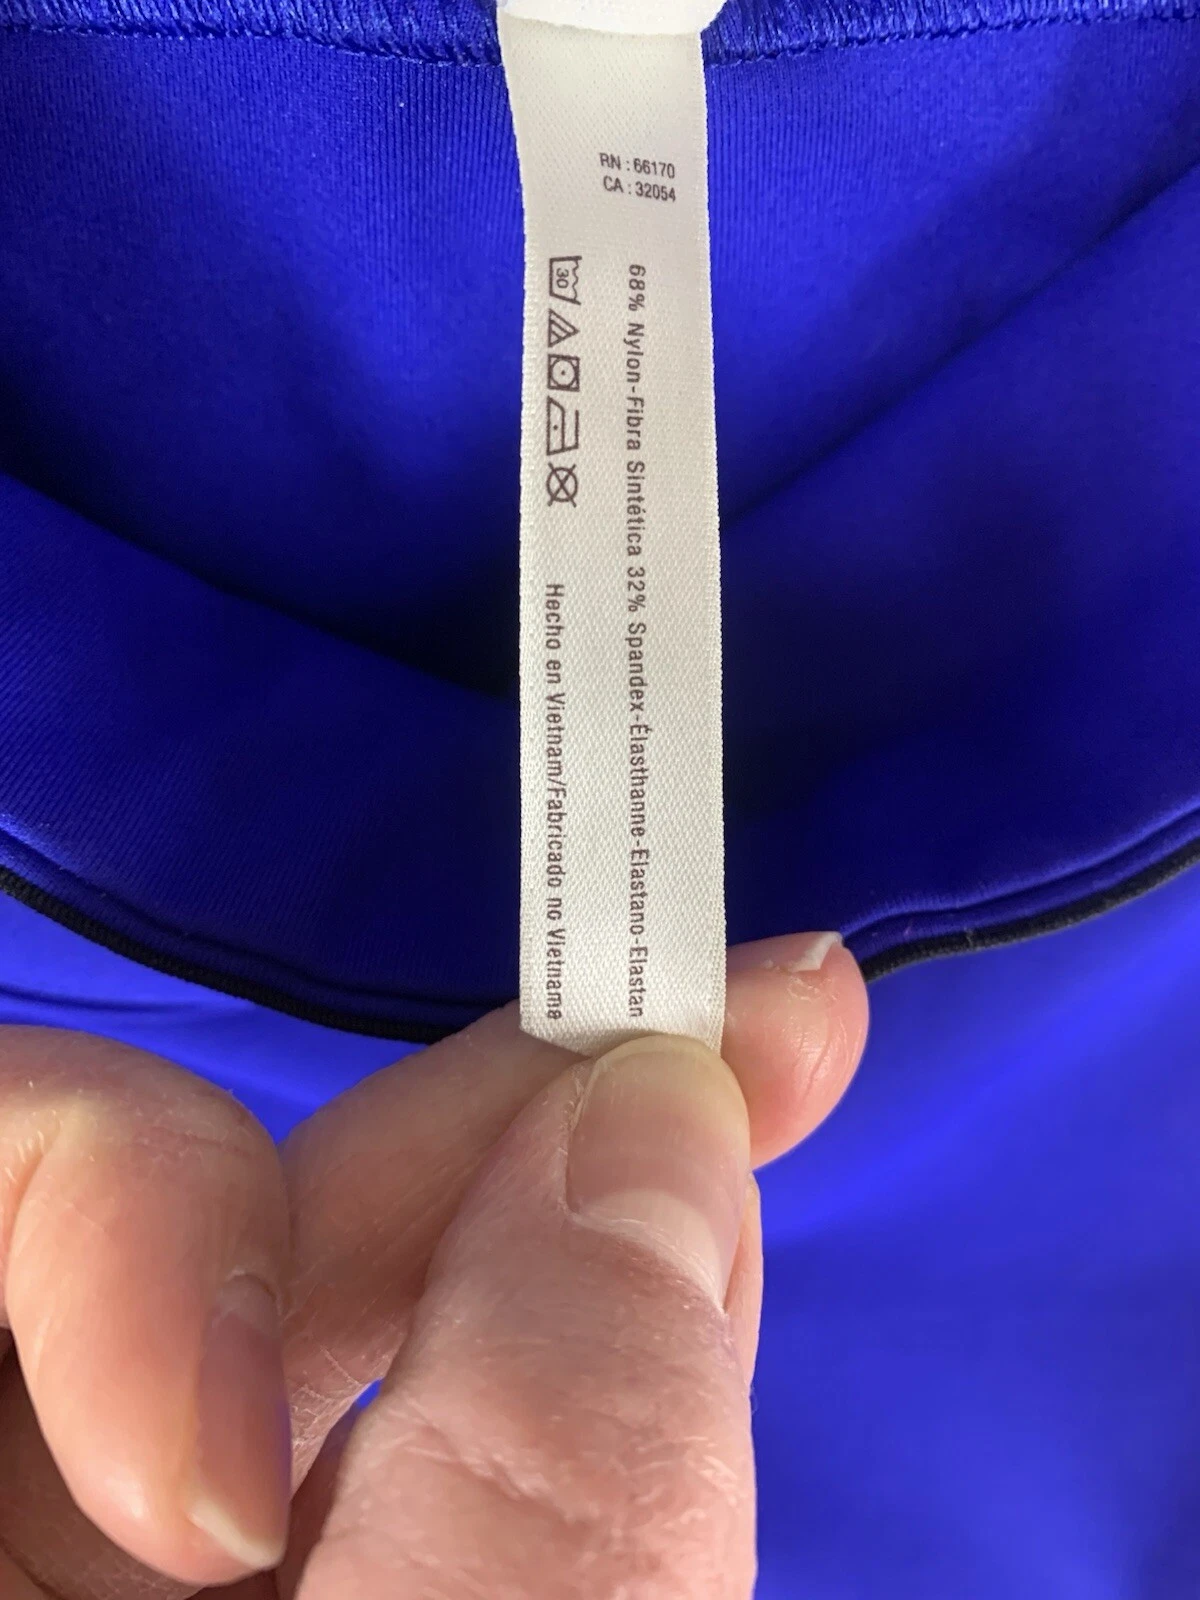 RN : 66170
CA : 32054
68% Nylon-Fibra Sintética 32% Spandex-Élasthanne-Elastano-Elastan
30
Hecho en Vietnam/Fabricado no Vietname